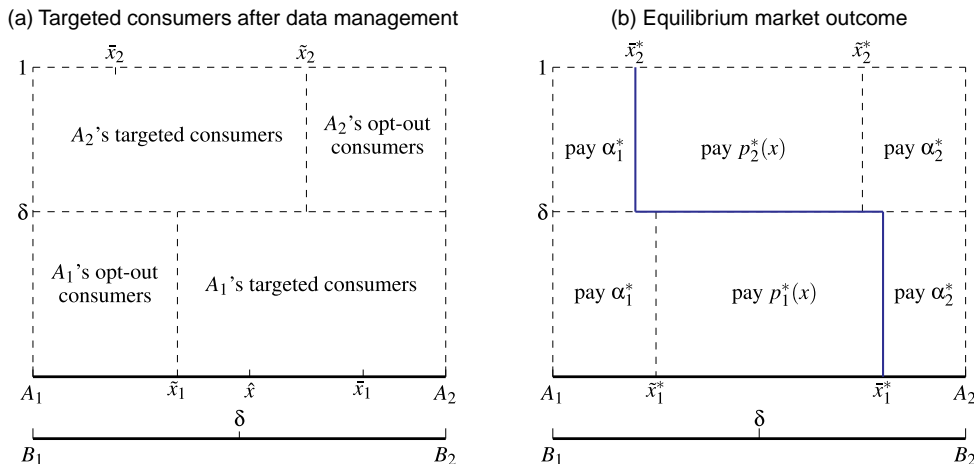 (a) Targeted consumers after data management
x̄₂ x̃₂
1
A₂'s targeted consumers
A₂'s opt-out
consumers
δ
A₁'s opt-out
consumers
A₁'s targeted consumers
x̃₁ x̂ x̄₁
A₁ A₂
δ
B₁ B₂
(b) Equilibrium market outcome
x̄₂* x̃₂*
1
pay α₁* pay p₂*(x) pay α₂*
δ
pay α₁* pay p₁*(x) pay α₂*
x̃₁* x̄₁*
A₁ A₂
δ
B₁ B₂